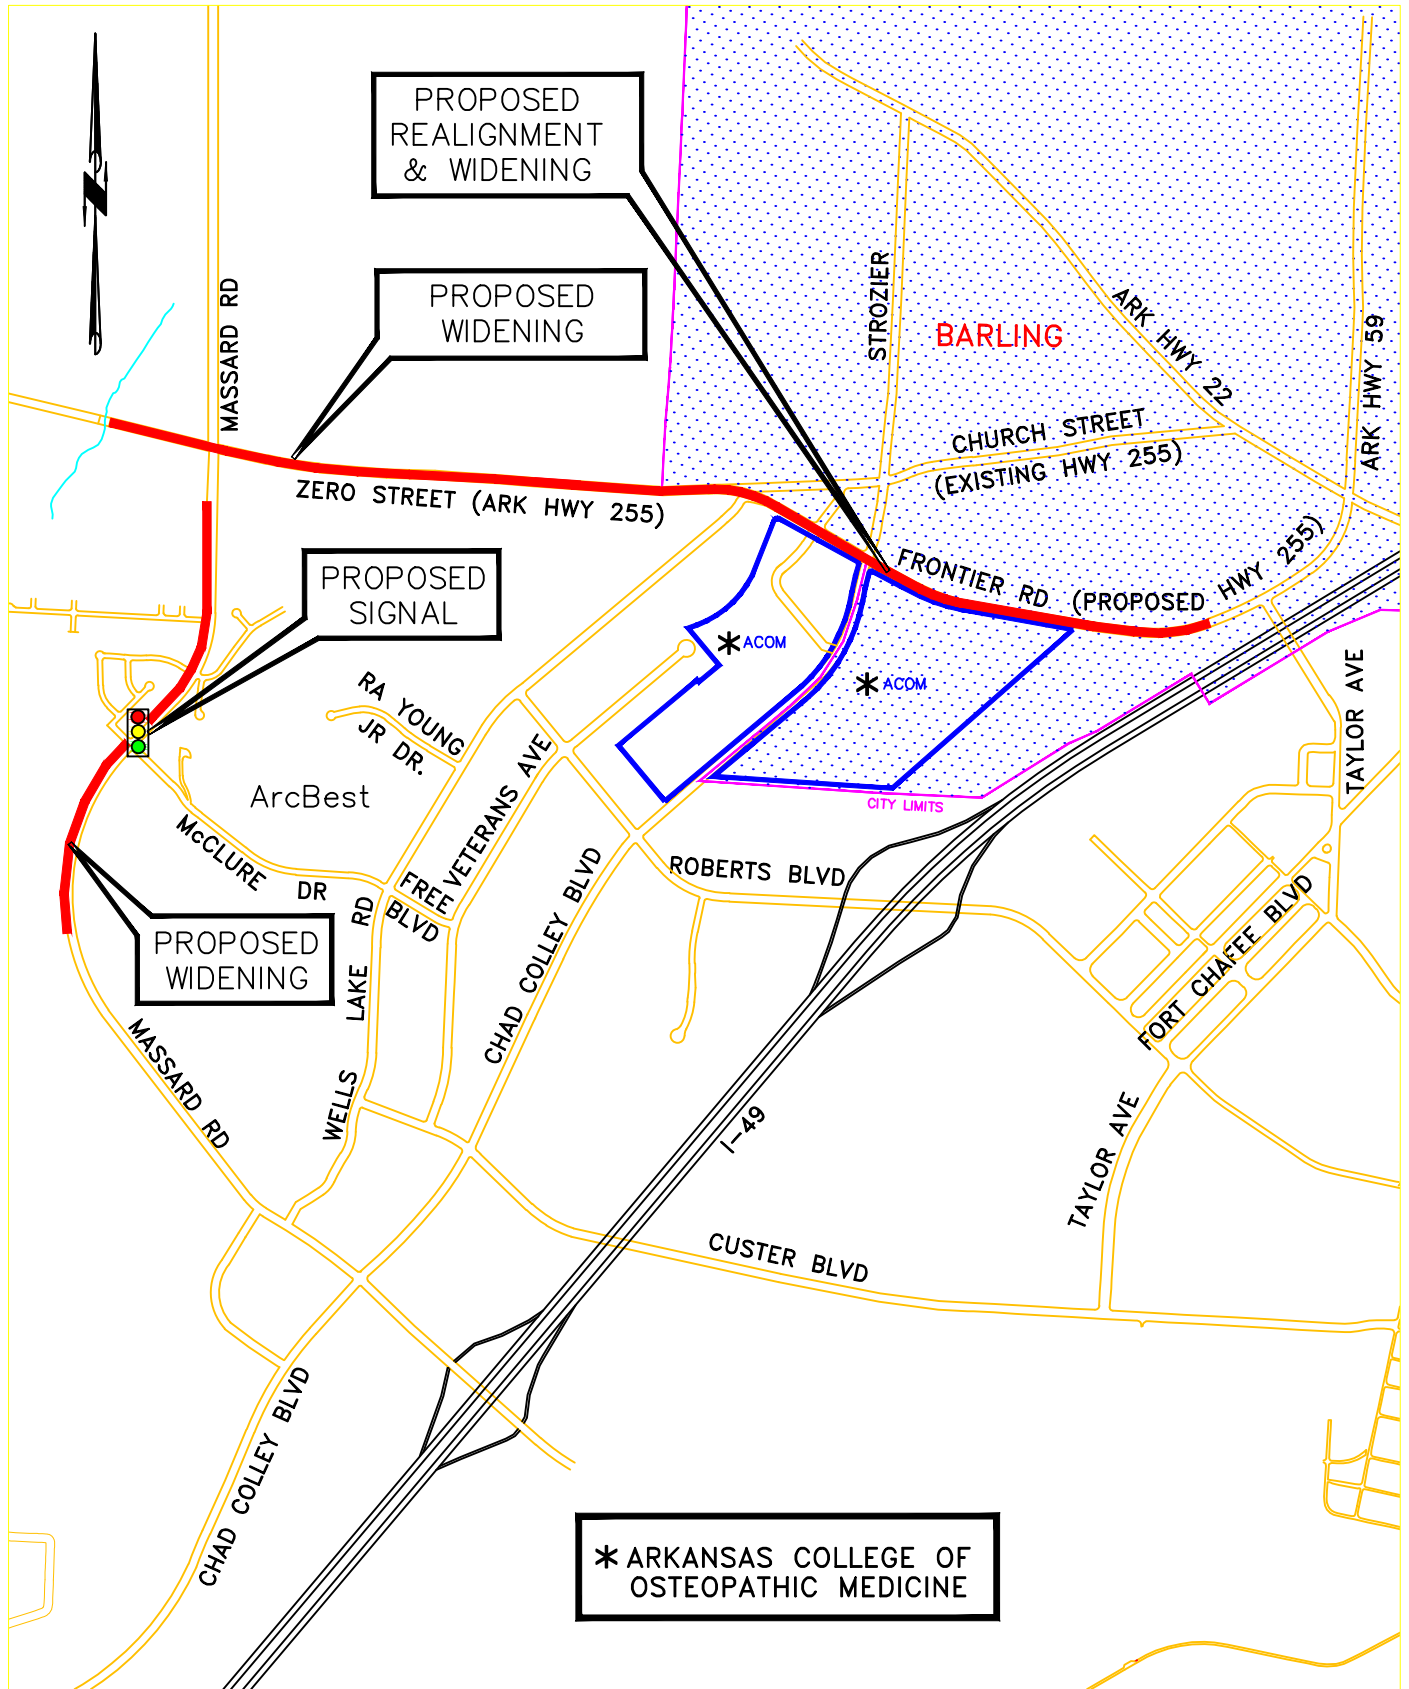 PROPOSED
REALIGNMENT
& WIDENING
PROPOSED
WIDENING
MASSARD RD
STROZIER
BARLING
ARK HWY 22
ARK HWY 59
CHURCH STREET
(EXISTING HWY 255)
ZERO STREET (ARK HWY 255)
FRONTIER RD (PROPOSED HWY 255)
PROPOSED
SIGNAL
* ACOM
* ACOM
RA YOUNG
JR DR.
TAYLOR AVE
ArcBest
CITY LIMITS
McCLURE DR
FREE
BLVD
VETERANS AVE
ROBERTS BLVD
WELLS LAKE RD
CHAD COLLEY BLVD
FORT CHAFEE BLVD
PROPOSED
WIDENING
MASSARD RD
I-49
TAYLOR AVE
CUSTER BLVD
CHAD COLLEY BLVD
* ARKANSAS COLLEGE OF
OSTEOPATHIC MEDICINE